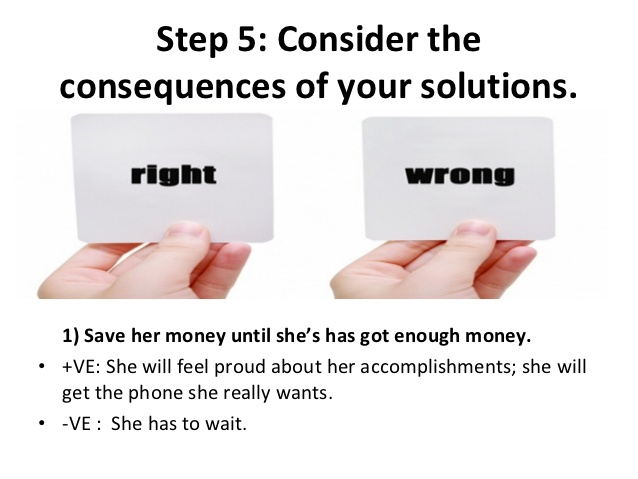 Step 5: Consider the
consequences of your solutions.
right
wrong
1) Save her money until she’s has got enough money.
• +VE: She will feel proud about her accomplishments; she will
get the phone she really wants.
• -VE : She has to wait.